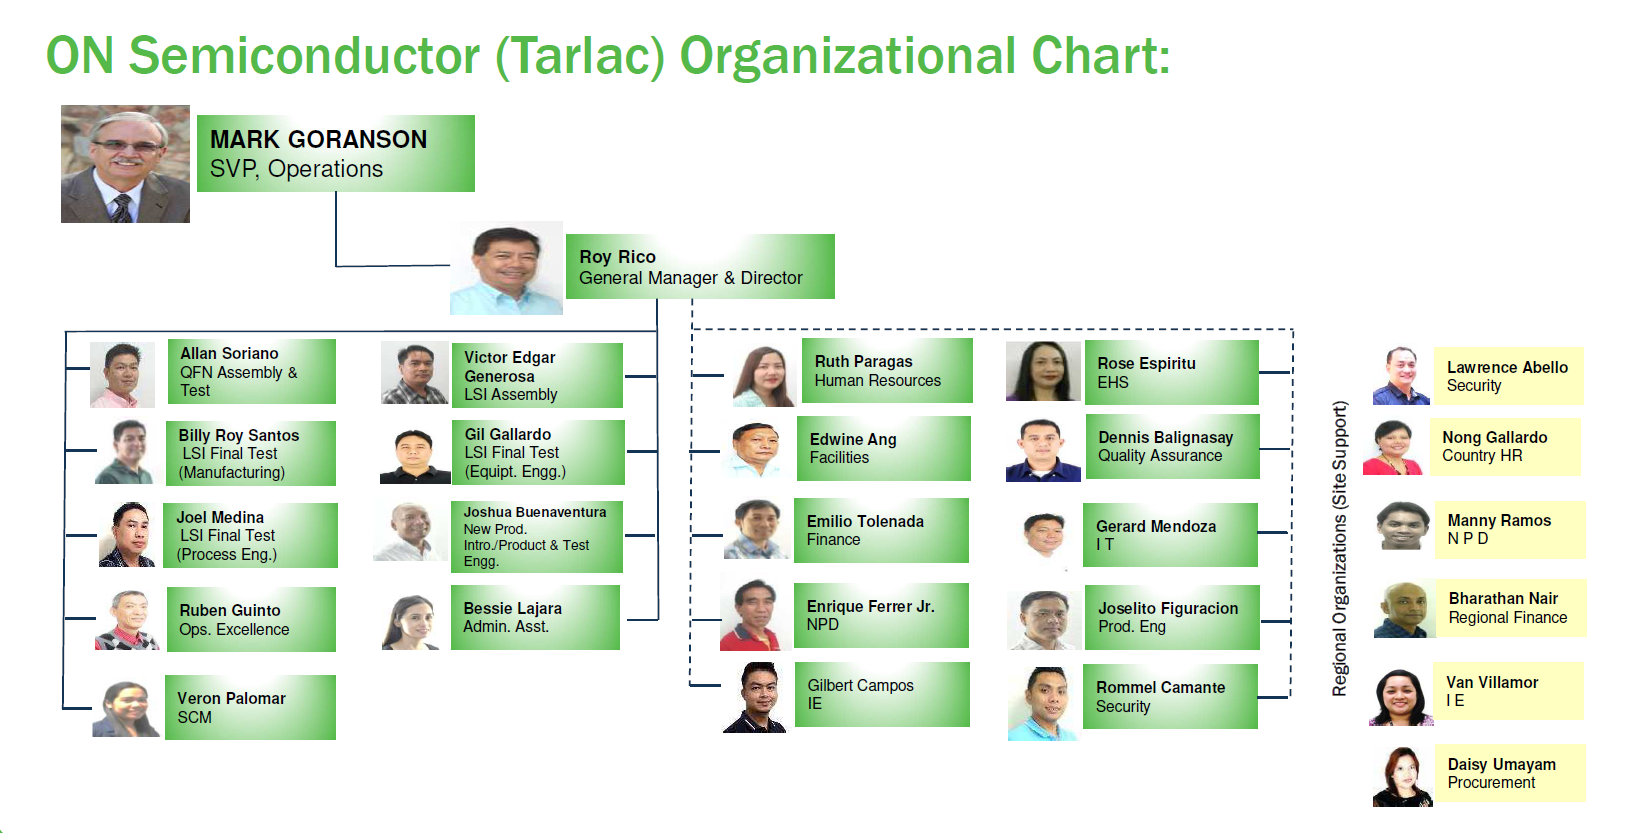 ON Semiconductor (Tarlac) Organizational Chart:
MARK GORANSON
SVP, Operations
Roy Rico
General Manager & Director
Allan Soriano
QFN Assembly &
Test
Billy Roy Santos
LSI Final Test
(Manufacturing)
Joel Medina
LSI Final Test
(Process Eng.)
Ruben Guinto
Ops. Excellence
Veron Palomar
SCM
Victor Edgar
Generosa
LSI Assembly
Gil Gallardo
LSI Final Test
(Equipt. Engg.)
Joshua Buenaventura
New Prod.
Intro./Product & Test
Engg.
Bessie Lajara
Admin. Asst.
Ruth Paragas
Human Resources
Edwine Ang
Facilities
Emilio Tolenada
Finance
Enrique Ferrer Jr.
NPD
Gilbert Campos
IE
Rose Espiritu
EHS
Dennis Balignasay
Quality Assurance
Gerard Mendoza
I T
Joselito Figuracion
Prod. Eng
Rommel Camante
Security
Regional Organizations (Site Support)
Lawrence Abello
Security
Nong Gallardo
Country HR
Manny Ramos
N P D
Bharathan Nair
Regional Finance
Van Villamor
I E
Daisy Umayam
Procurement